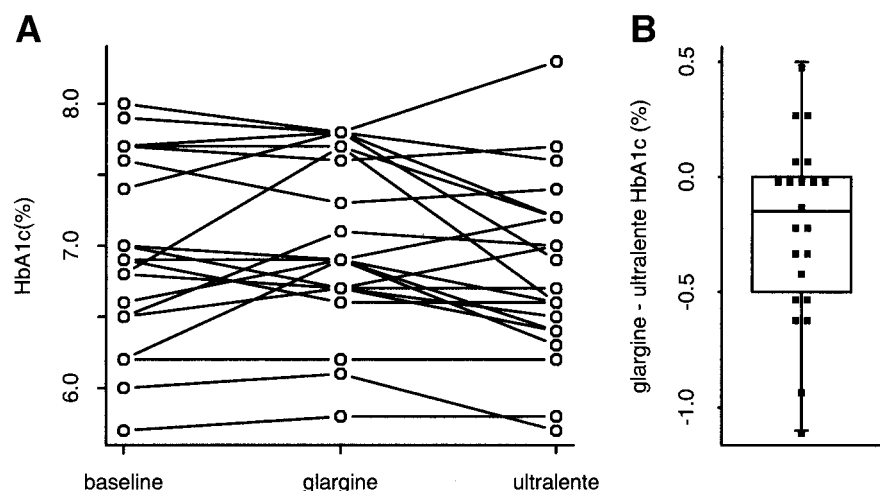 A
B
HbA1c(%)
8.0
7.0
6.0
baseline
glargine
ultralente
glargine - ultralente HbA1c (%)
0.5
0.0
-0.5
-1.0